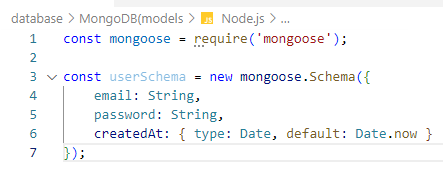 database > MongoDB(models > JS Node.js > ...
1 const mongoose = require('mongoose');
2
3 const userSchema = new mongoose.Schema({
4 email: String,
5 password: String,
6 createdAt: { type: Date, default: Date.now }
7 });